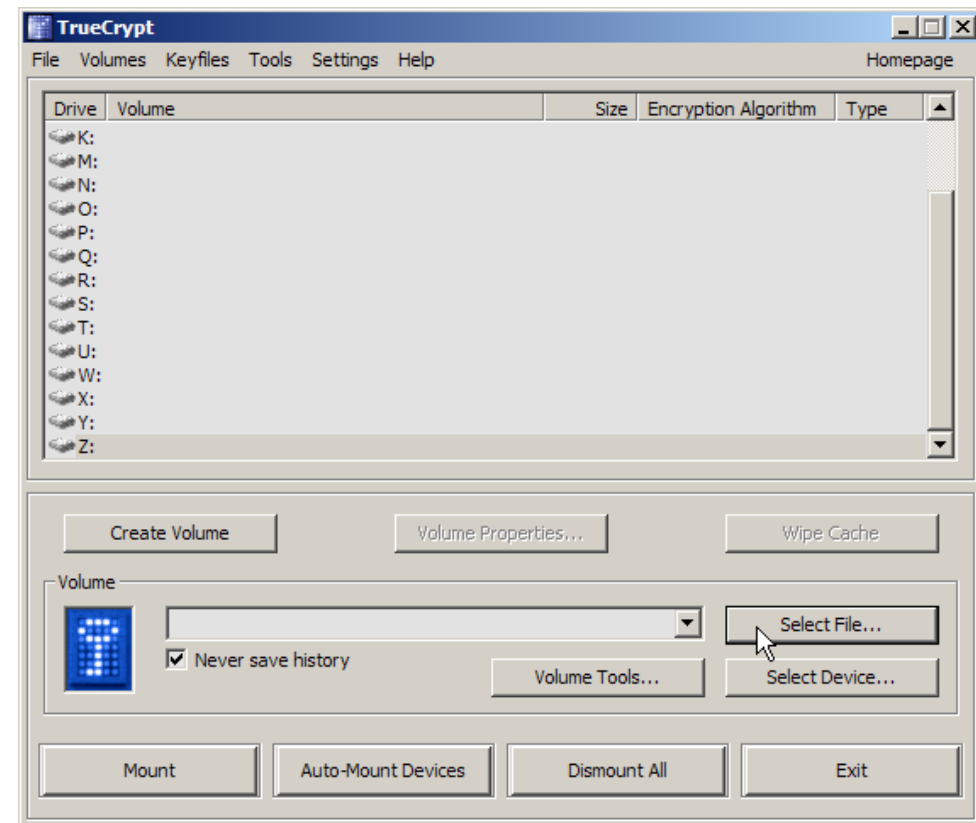 TrueCrypt
File Volumes Keyfiles Tools Settings Help Homepage
Drive Volume Size Encryption Algorithm Type
K:
M:
N:
O:
P:
Q:
R:
S:
T:
U:
W:
X:
Y:
Z:
Create Volume Volume Properties... Wipe Cache
Volume
Select File...
Never save history
Volume Tools... Select Device...
Mount Auto-Mount Devices Dismount All Exit